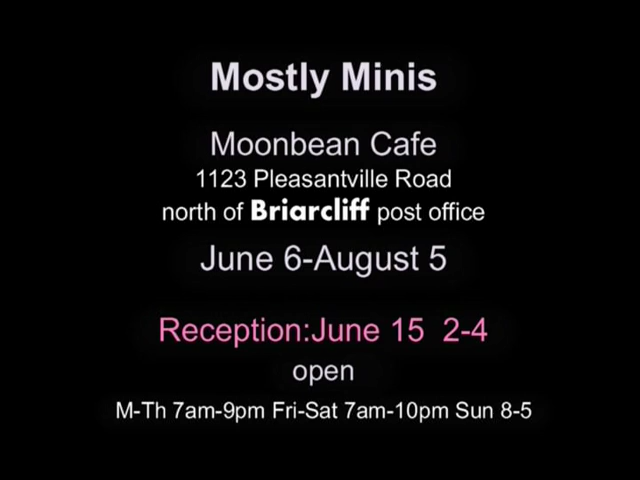 Mostly Minis
Moonbean Cafe
1123 Pleasantville Road
north of Briarcliff post office
June 6-August 5
Reception:June 15 2-4
open
M-Th 7am-9pm Fri-Sat 7am-10pm Sun 8-5